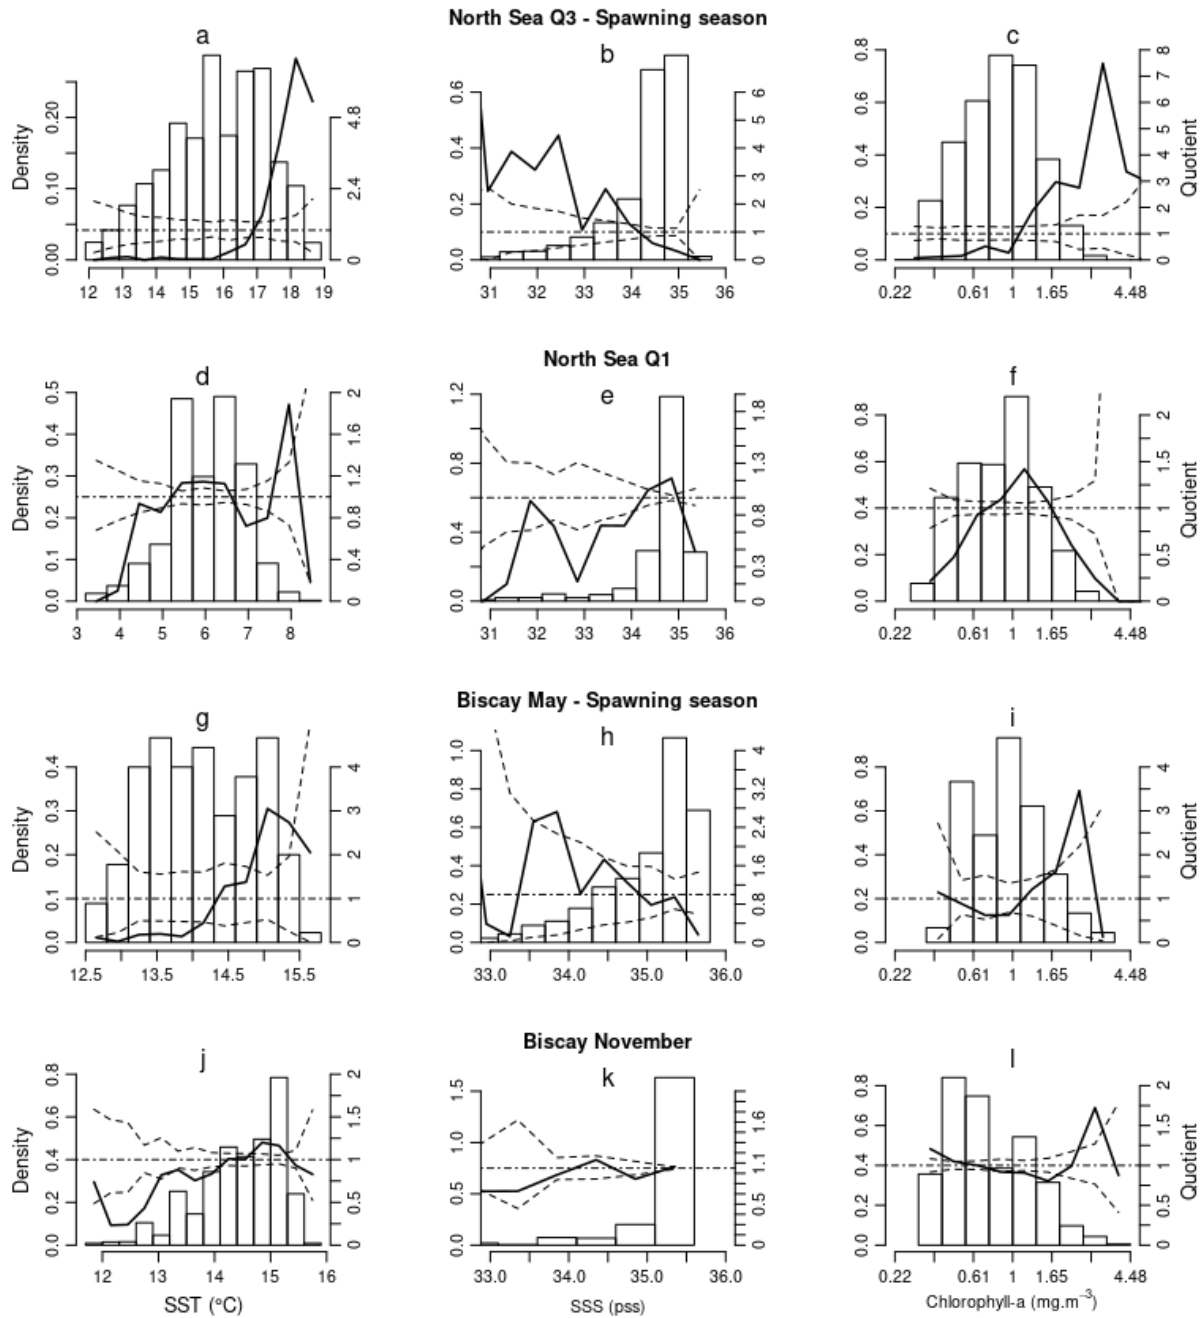 North Sea Q3 - Spawning season
a
b
c
Density
0.00 0.10 0.20
0 2.4 4.8
12 13 14 15 16 17 18 19
0.0 0.2 0.4 0.6
0 1 2 3 4 5 6
31 32 33 34 35 36
0.0 0.2 0.4 0.6 0.8
0 1 2 3 4 5 6 7 8
Quotient
0.22 0.61 1 1.65 4.48
North Sea Q1
d
e
f
Density
0.0 0.1 0.2 0.3 0.4 0.5
0 0.4 0.8 1.2 1.6 2
3 4 5 6 7 8
0.0 0.4 0.8 1.2
0 0.3 0.8 1.3 1.8
31 32 33 34 35 36
0.0 0.2 0.4 0.6 0.8
0 0.5 1 1.5 2
Quotient
0.22 0.61 1 1.65 4.48
Biscay May - Spawning season
g
h
i
Density
0.0 0.1 0.2 0.3 0.4
0 1 2 3 4
12.5 13.5 14.5 15.5
0.0 0.2 0.4 0.6 0.8 1.0
0 0.8 1.6 2.4 3.2 4
33.0 34.0 35.0 36.0
0.0 0.2 0.4 0.6 0.8
0 1 2 3 4
Quotient
0.22 0.61 1 1.65 4.48
Biscay November
j
k
l
Density
0.0 0.2 0.4 0.6 0.8
0 0.5 1 1.5 2
12 13 14 15 16
SST (°C)
0.0 0.5 1.0 1.5
0 0.5 1.1 1.6
33.0 34.0 35.0 36.0
SSS (pss)
0.0 0.2 0.4 0.6 0.8
0 0.5 1 1.5 2
Quotient
0.22 0.61 1 1.65 4.48
Chlorophyll-a (mg.m⁻³)